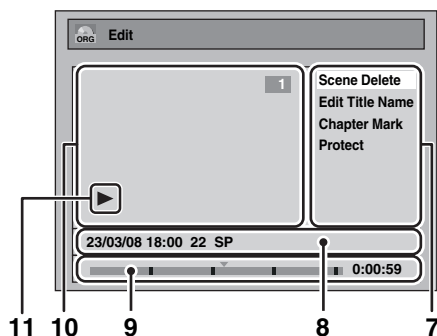 ORG Edit
1
Scene Delete
Edit Title Name
Chapter Mark
Protect
23/03/08 18:00 22 SP
0:00:59
11 10 9 8 7